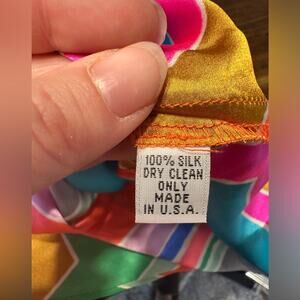 100% SILK
DRY CLEAN
ONLY
MADE
IN U.S.A.